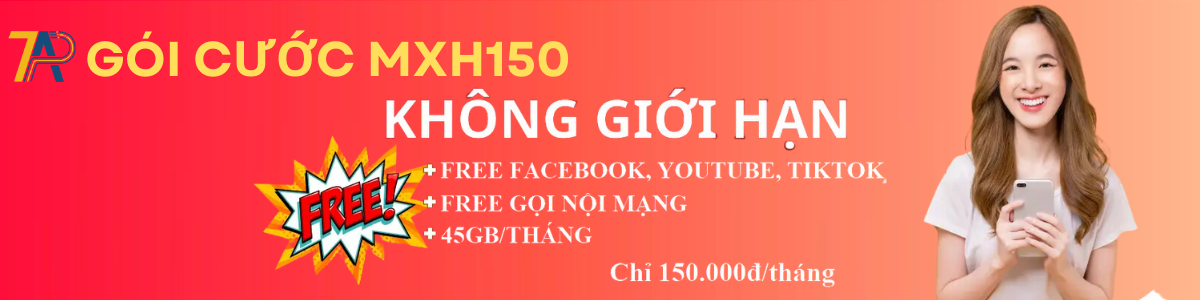 7AP
GÓI CƯỚC MXH150
KHÔNG GIỚI HẠN
FREE!
+ FREE FACEBOOK, YOUTUBE, TIKTOK
+ FREE GỌI NỘI MẠNG
+ 45GB/THÁNG
Chỉ 150.000đ/tháng